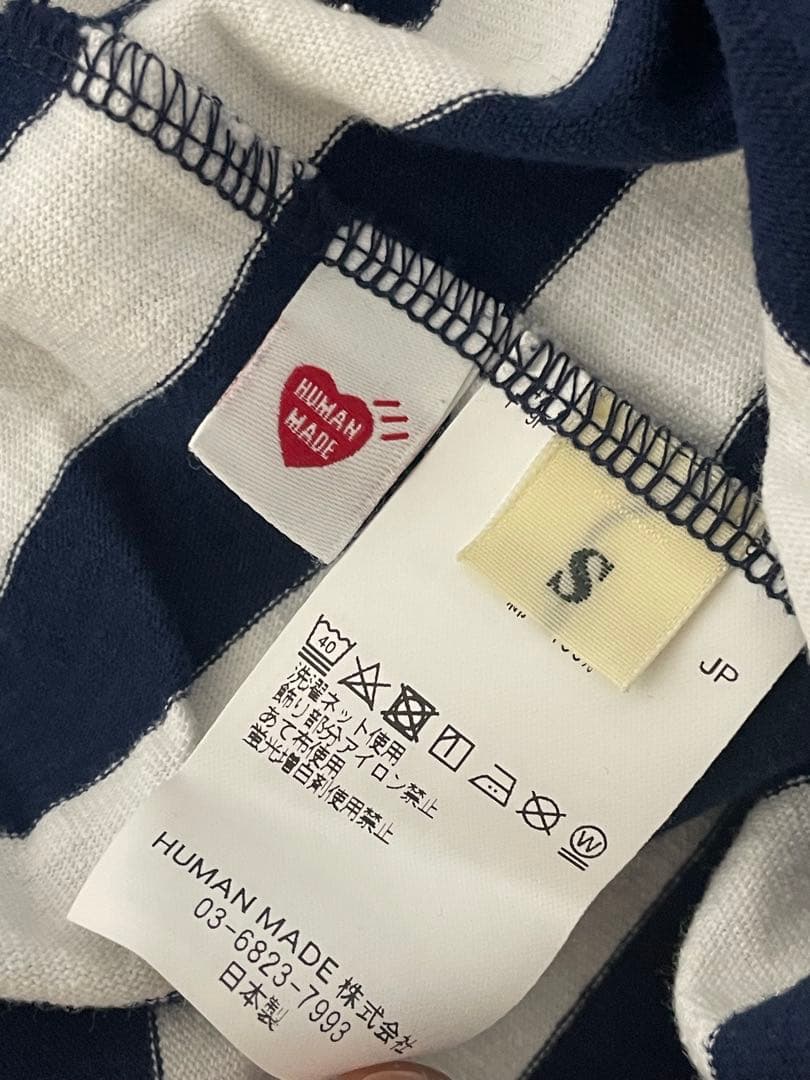 HUMAN
MADE
S
100%
JP
40
W
洗濯ネット使用
飾り部分アイロン禁止
あて布使用
蛍光増白剤使用禁止
HUMAN MADE 株式会社
03-6823-7993
日本製